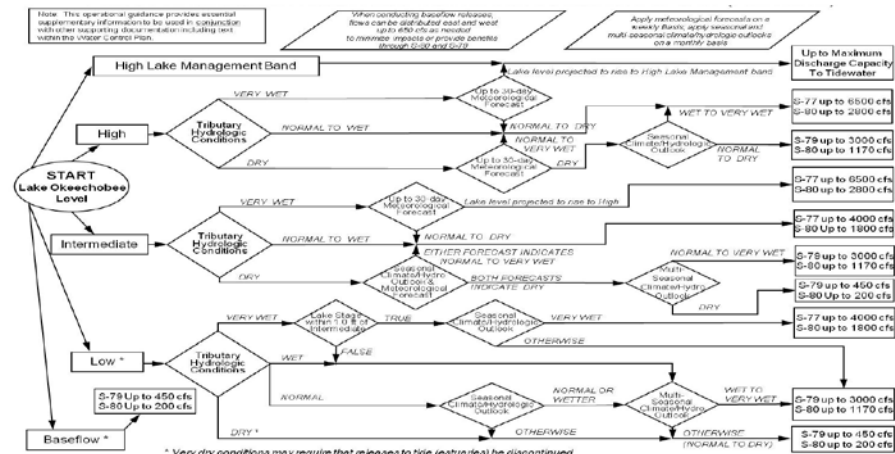 Note: This operational guidance provides essential
supplementary information to be used in conjunction
with other supporting documentation including text
within the Water Control Plan.
When conducting baseflow releases,
flows can be distributed east and west
up to 650 cfs as needed
to minimize impacts or provide benefits
through S-80 and S-79
Apply meteorological forecasts on a
weekly basis; apply seasonal and
multi-seasonal climate/hydrologic outlooks
on a monthly basis
High Lake Management Band
Lake level projected to rise to High Lake Management band
Up to Maximum
Discharge Capacity
To Tidewater
VERY WET
Up to 30-day
Meteorological
Forecast
S-77 up to 6500 cfs
S-80 up to 2800 cfs
High
Tributary
Hydrologic
Conditions
NORMAL TO WET
NORMAL TO DRY
WET TO VERY WET
NORMAL TO
VERY WET
Seasonal
Climate/Hydrologic
Outlook
S-79 up to 3000 cfs
S-80 up to 1170 cfs
DRY
Up to 30-day
Meteorological
Forecast
DRY
NORMAL
TO DRY
START
Lake Okeechobee
Level
VERY WET
Up to 30-day
Meteorological
Forecast
Lake level projected to rise to High
S-77 up to 6500 cfs
S-80 up to 2800 cfs
Intermediate
Tributary
Hydrologic
Conditions
NORMAL TO WET
NORMAL TO DRY
S-77 up to 4000 cfs
S-80 Up to 1800 cfs
EITHER FORECAST INDICATES
NORMAL TO VERY WET
NORMAL TO VERY WET
S-79 up to 3000 cfs
S-80 up to 1170 cfs
DRY
Seasonal
Climate/Hydro
Outlook &
Meteorological
Forecast
BOTH FORECASTS
INDICATE DRY
Multi-
Seasonal
Climate/Hydro
Outlook
DRY
S-79 up to 450 cfs
S-80 Up to 200 cfs
VERY WET
Lake Stage
within 1.0 ft of
Intermediate
TRUE
Seasonal
Climate/Hydrologic
Outlook
VERY WET
S-77 up to 4000 cfs
S-80 up to 1800 cfs
OTHERWISE
FALSE
Low *
Tributary
Hydrologic
Conditions
WET
S-79 Up to 450 cfs
S-80 Up to 200 cfs
NORMAL
Seasonal
Climate/Hydrologic
Outlook
NORMAL OR
WETTER
Multi-
Seasonal
Climate/Hydro
Outlook
WET TO
VERY WET
S-79 up to 3000 cfs
S-80 up to 1170 cfs
Baseflow *
DRY *
OTHERWISE
OTHERWISE
(NORMAL TO DRY)
S-79 up to 450 cfs
S-80 up to 200 cfs
* Very dry conditions may require that releases to tide (estuaries) be discontinued